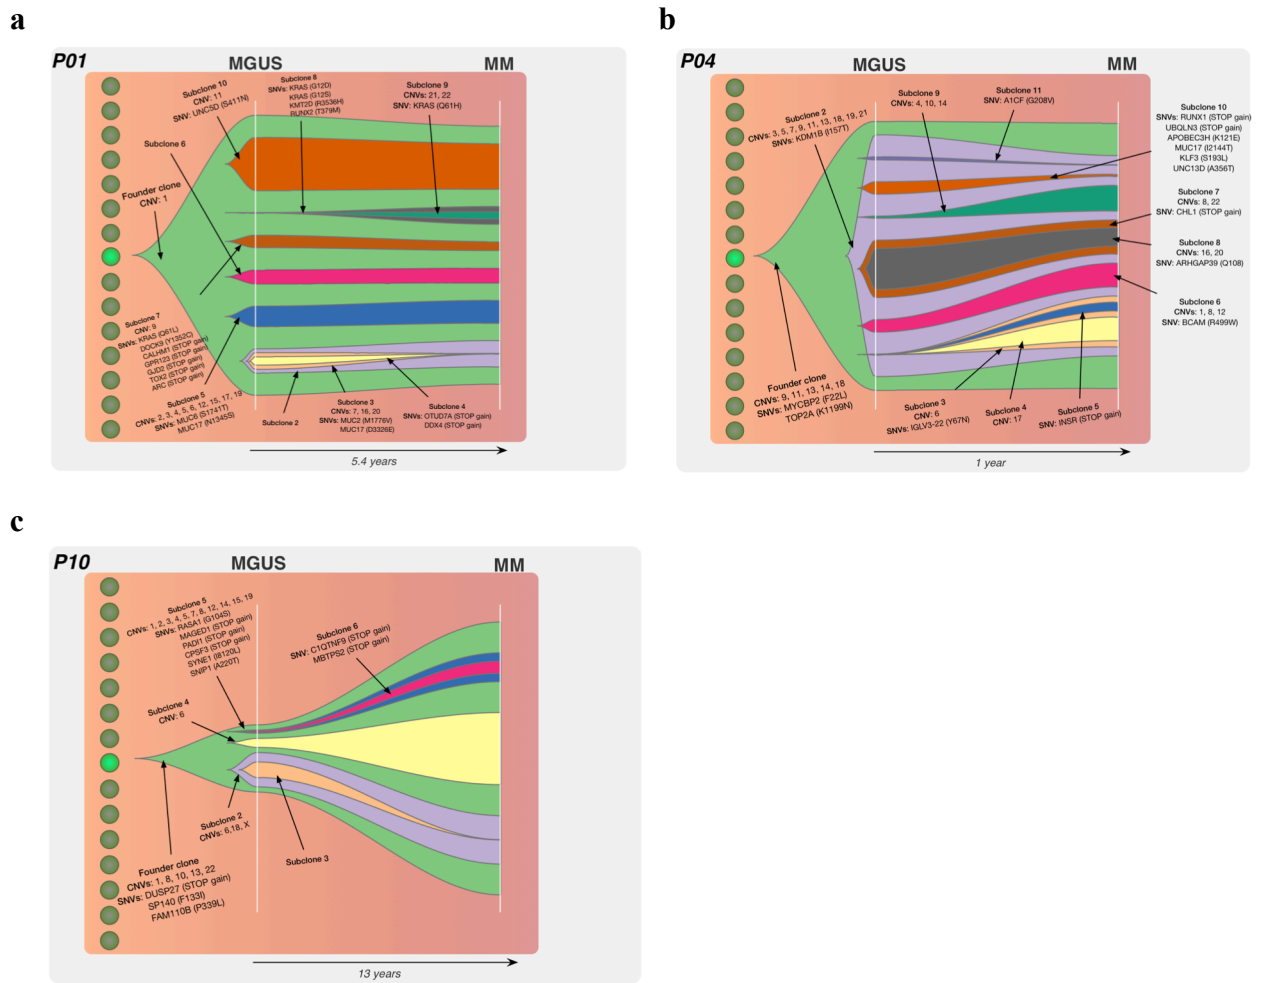 a
P01
MGUS
MM
Subclone 10
CNV: 11
SNV: UNC5D (S411N)
Subclone 8
SNVs: KRAS (G12D)
KRAS (G12S)
KMT2D (R3536H)
RUNX2 (T379M)
Subclone 9
CNVs: 21, 22
SNV: KRAS (Q61H)
Subclone 6
Founder clone
CNV: 1
Subclone 7
CNV: 9
SNVs: KRAS (Q61L)
DOCK9 (Y1352C)
CALHM1 (STOP gain)
GPR123 (STOP gain)
GJD2 (STOP gain)
TOX2 (STOP gain)
ARC (STOP gain)
Subclone 5
CNVs: 2, 3, 4, 5, 6, 12, 15, 17, 19
SNVs: MUC6 (S1741T)
MUC17 (N1345S)
Subclone 2
Subclone 3
CNVs: 7, 16, 20
SNVs: MUC2 (M1776V)
MUC17 (D3326E)
Subclone 4
SNVs: OTUD7A (STOP gain)
DDX4 (STOP gain)
5.4 years
b
P04
MGUS
MM
Subclone 2
CNVs: 3, 5, 7, 9, 11, 13, 18, 19, 21
SNVs: KDM1B (I157T)
Subclone 9
CNVs: 4, 10, 14
Subclone 11
SNV: A1CF (G208V)
Subclone 10
SNVs: RUNX1 (STOP gain)
UBQLN3 (STOP gain)
APOBEC3H (K121E)
MUC17 (I2144T)
KLF3 (S193L)
UNC13D (A356T)
Subclone 7
CNVs: 8, 22
SNV: CHL1 (STOP gain)
Subclone 8
CNVs: 16, 20
SNV: ARHGAP39 (Q108)
Subclone 6
CNVs: 1, 8, 12
SNV: BCAM (R499W)
Founder clone
CNVs: 9, 11, 13, 14, 18
SNVs: MYCBP2 (F22L)
TOP2A (K1199N)
Subclone 3
CNV: 6
SNVs: IGLV3-22 (Y67N)
Subclone 4
CNV: 17
Subclone 5
SNV: INSR (STOP gain)
1 year
c
P10
MGUS
MM
Subclone 5
CNVs: 1, 2, 3, 4, 5, 7, 8, 12, 14, 15, 19
SNVs: RASA1 (G104S)
MAGED1 (STOP gain)
PADI1 (STOP gain)
CPSF3 (STOP gain)
SYNE1 (I8120L)
SNIP1 (A220T)
Subclone 6
SNV: C1QTNF9 (STOP gain)
MBTPS2 (STOP gain)
Subclone 4
CNV: 6
Subclone 2
CNVs: 6,18, X
Subclone 3
Founder clone
CNVs: 1, 8, 10, 13, 22
SNVs: DUSP27 (STOP gain)
SP140 (F133I)
FAM110B (P339L)
13 years